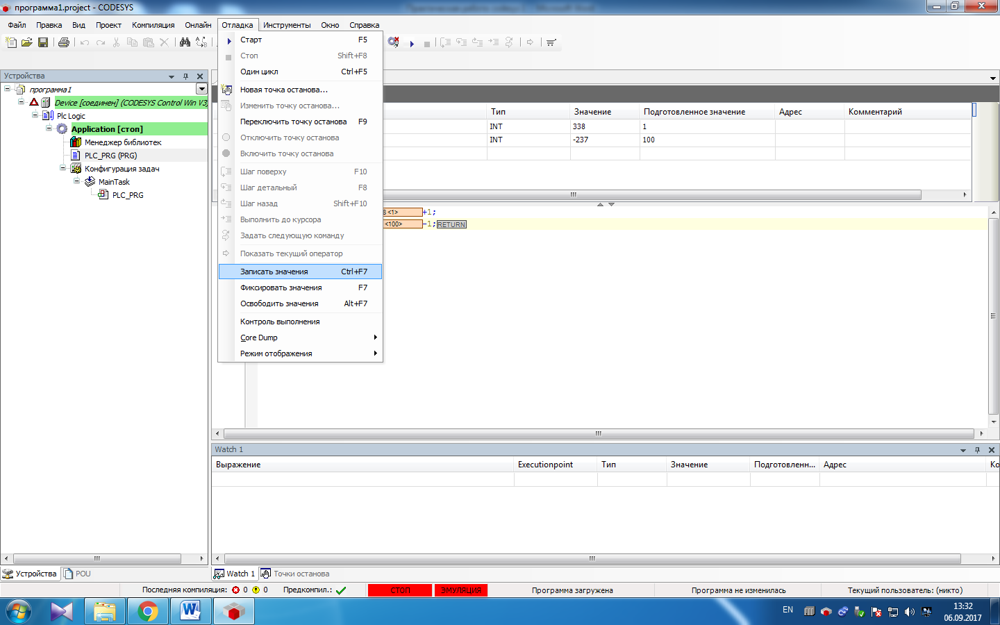 программа1.project - CODESYS
Файл Правка Вид Проект Компиляция Онлайн Отладка Инструменты Окно Справка
Устройства
программа1
Device [соединен] (CODESYS Control Win V3)
Plc Logic
Application [стоп]
Менеджер библиотек
PLC_PRG (PRG)
Конфигурация задач
MainTask
PLC_PRG
Старт F5
Стоп Shift+F8
Один цикл Ctrl+F5
Новая точка останова...
Изменить точку останова...
Переключить точку останова F9
Отключить точку останова
Включить точку останова
Шаг поверху F10
Шаг детальный F8
Шаг назад Shift+F10
Выполнить до курсора
Задать следующую команду
Показать текущий оператор
Записать значения Ctrl+F7
Фиксировать значения F7
Освободить значения Alt+F7
Контроль выполнения
Core Dump
Режим отображения
Тип Значение Подготовленное значение Адрес Комментарий
INT 338 1
INT -237 100
8 <1> +1;
<100> -1;RETURN
Watch 1
Выражение Executionpoint Тип Значение Подготовленн... Адрес Ко
Устройства POU
Watch 1 Точки останова
Последняя компиляция: 0 0 Предкомпил.: СТОП ЭМУЛЯЦИЯ Программа загружена Программа не изменилась Текущий пользователь: (никто)
EN
13:32
06.09.2017